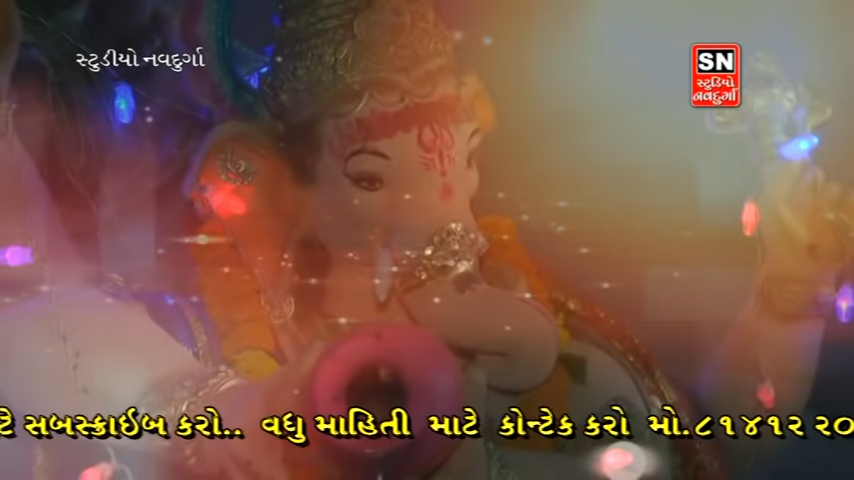 સ્ટુડીયો નવદુર્ગા
SN
સ્ટુડિયો
નવદુર્ગા
ટે સબસ્ક્રાઇબ કરો.. વધુ માહિતી માટે કોન્ટેક કરો મો.૮૧૪૧૨ ૨૦